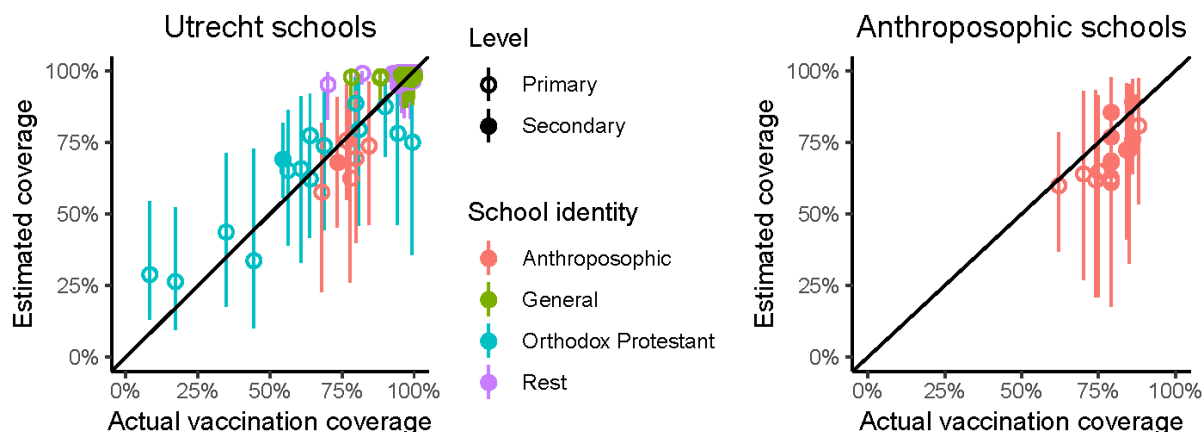 Utrecht schools
Estimated coverage
100%
75%
50%
25%
0%
0% 25% 50% 75% 100%
Actual vaccination coverage
Level
Primary
Secondary
School identity
Anthroposophic
General
Orthodox Protestant
Rest
Anthroposophic schools
Estimated coverage
100%
75%
50%
25%
0%
0% 25% 50% 75% 100%
Actual vaccination coverage